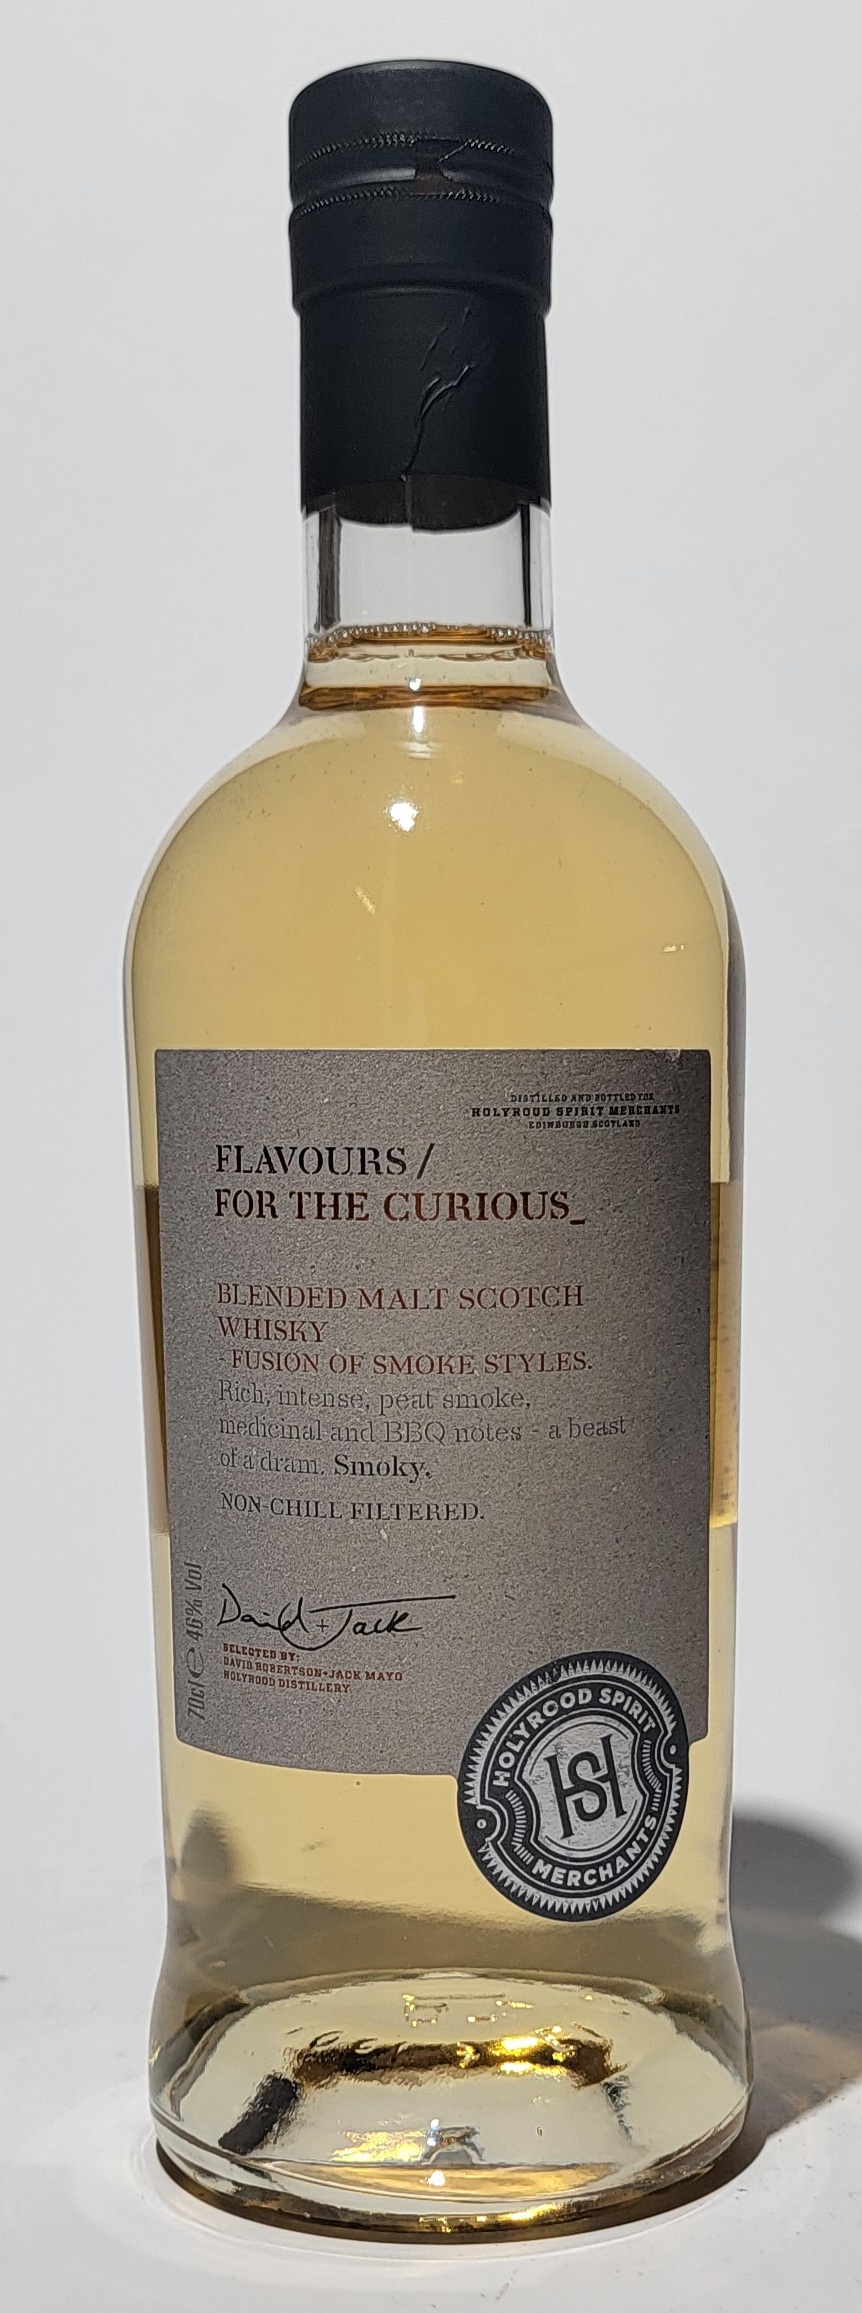 DISTILLED AND BOTTLED FOR
HOLYROOD SPIRIT MERCHANTS
EDINBURGH SCOTLAND
FLAVOURS /
FOR THE CURIOUS_
BLENDED MALT SCOTCH
WHISKY
- FUSION OF SMOKE STYLES.
Rich, intense, peat smoke,
medicinal and BBQ notes - a beast
of a dram. Smoky.
NON-CHILL FILTERED.
70cl e 46% Vol
David + Jack
SELECTED BY:
DAVID ROBERTSON + JACK MAYO
HOLYROOD DISTILLERY
HOLYROOD SPIRIT
HS
MERCHANTS